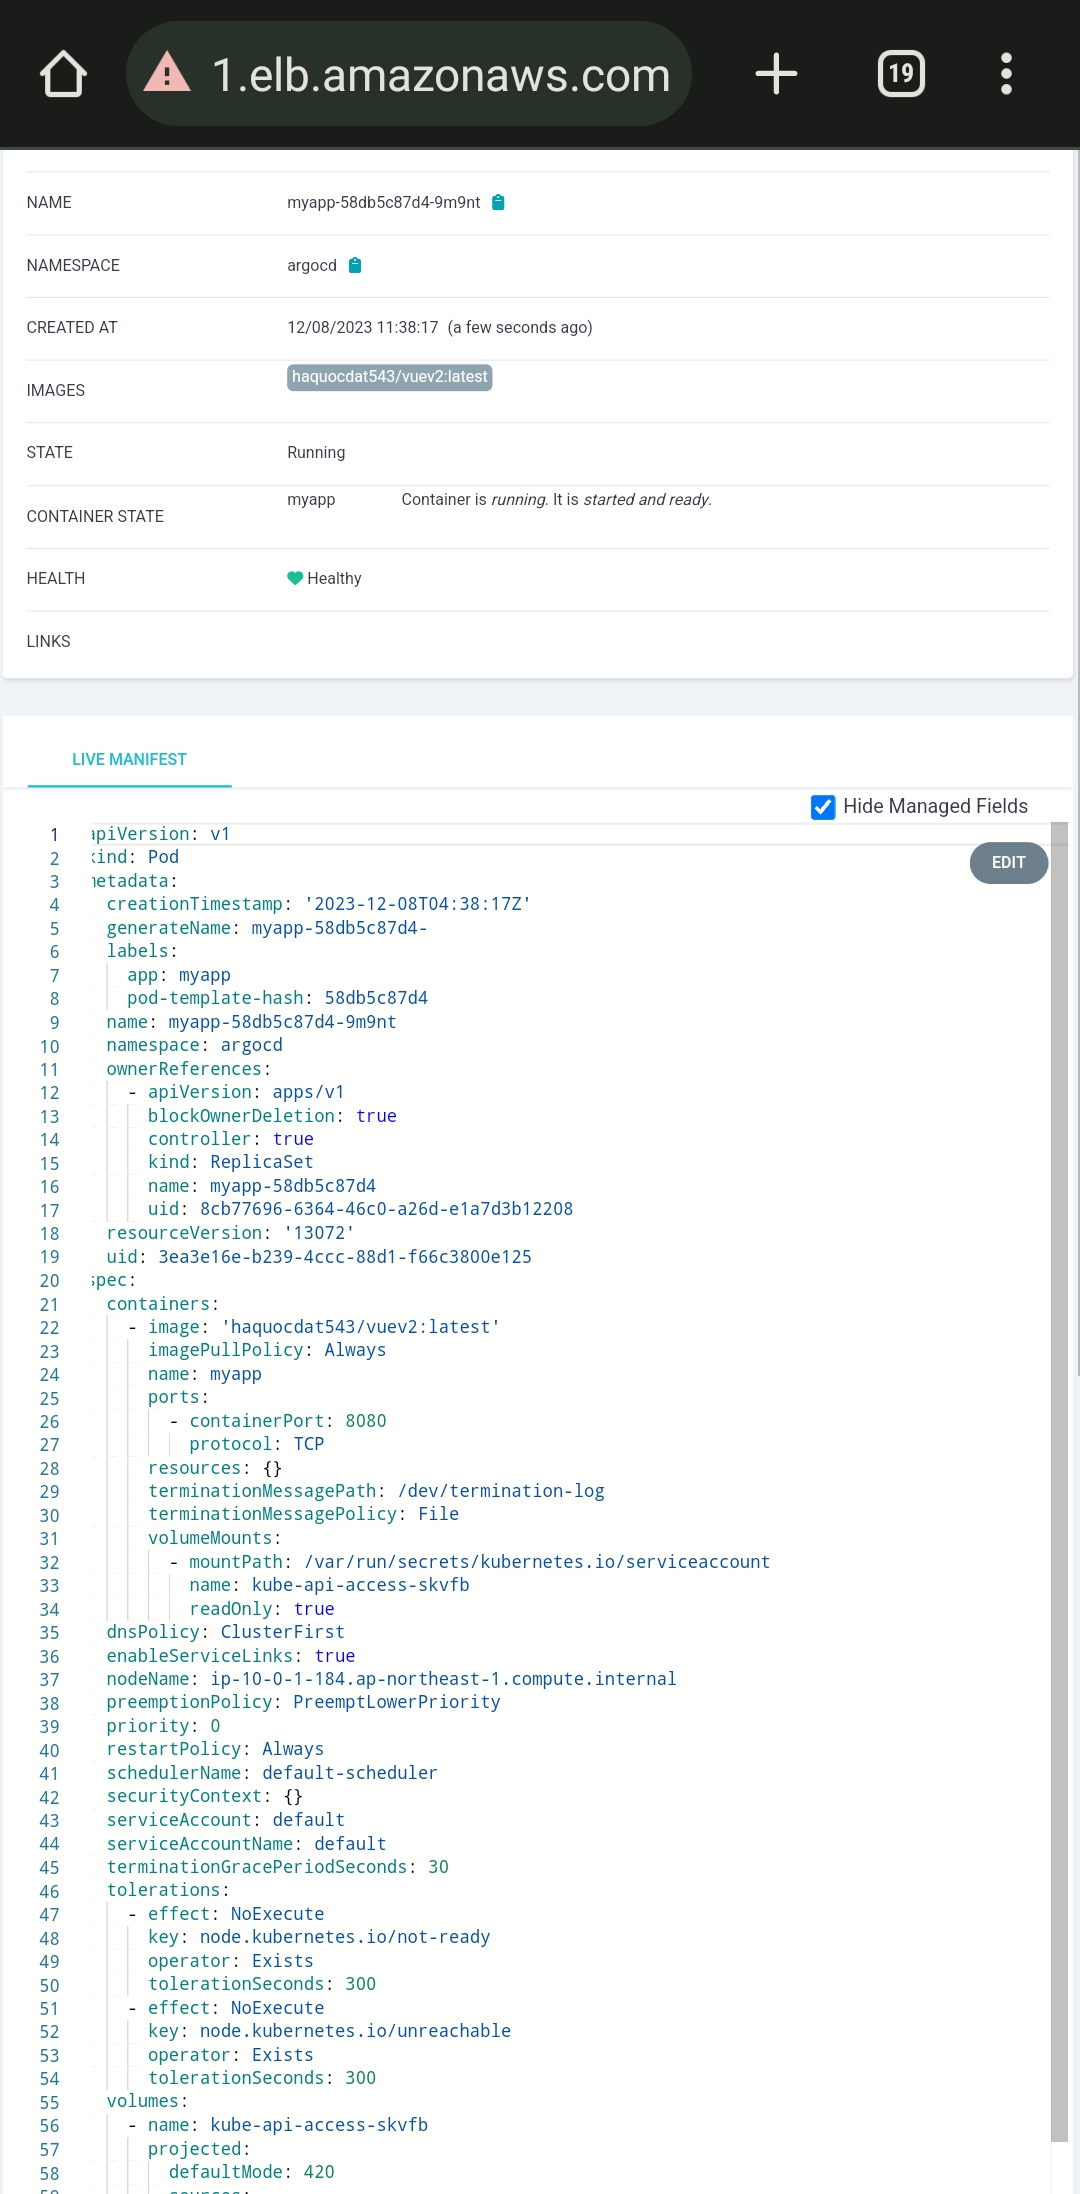 1.elb.amazonaws.com
19
NAME myapp-58db5c87d4-9m9nt
NAMESPACE argocd
CREATED AT 12/08/2023 11:38:17 (a few seconds ago)
IMAGES haquocdat543/vuev2:latest
STATE Running
CONTAINER STATE myapp Container is running. It is started and ready.
HEALTH Healthy
LINKS
LIVE MANIFEST
Hide Managed Fields
EDIT
1 apiVersion: v1
2 kind: Pod
3 metadata:
4 creationTimestamp: '2023-12-08T04:38:17Z'
5 generateName: myapp-58db5c87d4-
6 labels:
7 app: myapp
8 pod-template-hash: 58db5c87d4
9 name: myapp-58db5c87d4-9m9nt
10 namespace: argocd
11 ownerReferences:
12 - apiVersion: apps/v1
13 blockOwnerDeletion: true
14 controller: true
15 kind: ReplicaSet
16 name: myapp-58db5c87d4
17 uid: 8cb77696-6364-46c0-a26d-e1a7d3b12208
18 resourceVersion: '13072'
19 uid: 3ea3e16e-b239-4ccc-88d1-f66c3800e125
20 spec:
21 containers:
22 - image: 'haquocdat543/vuev2:latest'
23 imagePullPolicy: Always
24 name: myapp
25 ports:
26 - containerPort: 8080
27 protocol: TCP
28 resources: {}
29 terminationMessagePath: /dev/termination-log
30 terminationMessagePolicy: File
31 volumeMounts:
32 - mountPath: /var/run/secrets/kubernetes.io/serviceaccount
33 name: kube-api-access-skvfb
34 readOnly: true
35 dnsPolicy: ClusterFirst
36 enableServiceLinks: true
37 nodeName: ip-10-0-1-184.ap-northeast-1.compute.internal
38 preemptionPolicy: PreemptLowerPriority
39 priority: 0
40 restartPolicy: Always
41 schedulerName: default-scheduler
42 securityContext: {}
43 serviceAccount: default
44 serviceAccountName: default
45 terminationGracePeriodSeconds: 30
46 tolerations:
47 - effect: NoExecute
48 key: node.kubernetes.io/not-ready
49 operator: Exists
50 tolerationSeconds: 300
51 - effect: NoExecute
52 key: node.kubernetes.io/unreachable
53 operator: Exists
54 tolerationSeconds: 300
55 volumes:
56 - name: kube-api-access-skvfb
57 projected:
58 defaultMode: 420